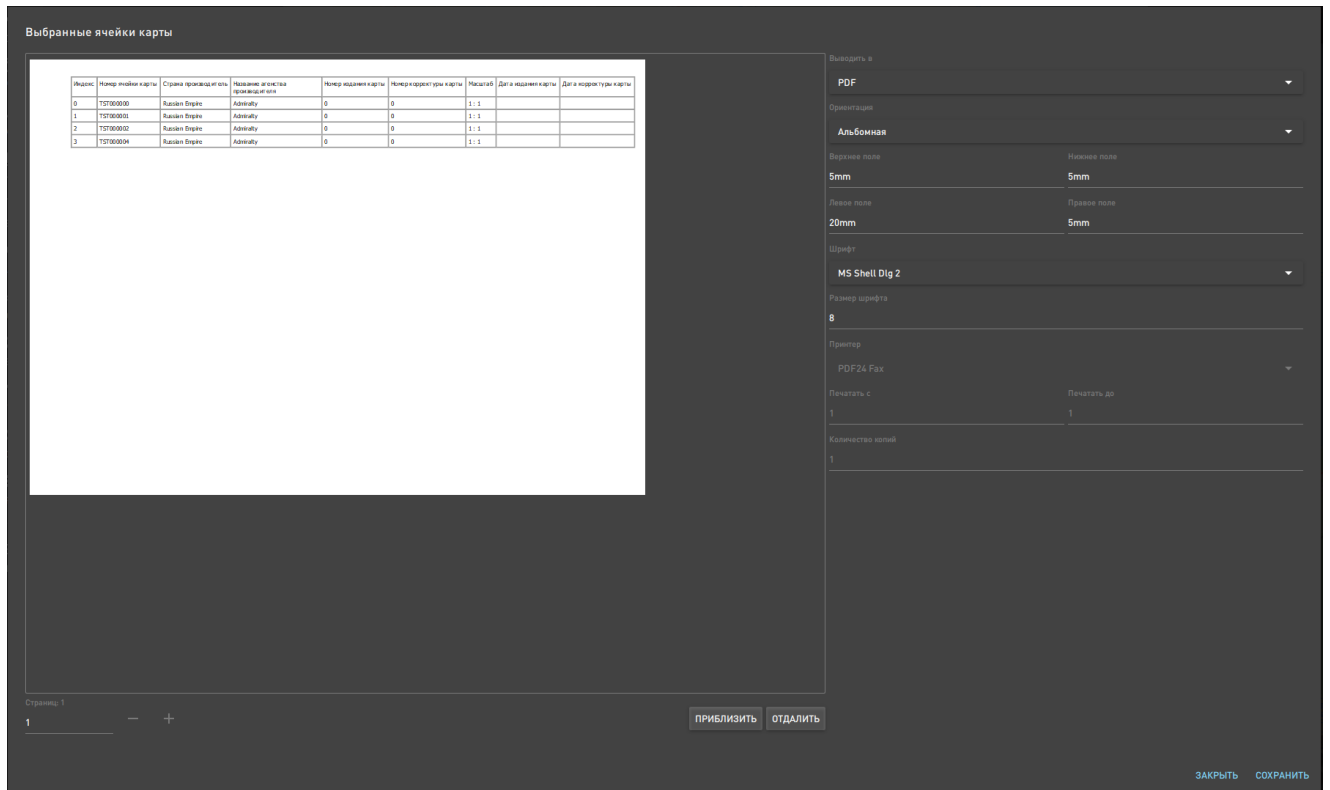 Выбранные ячейки карты
Индекс Номер ячейки карты Страна производитель Название агенства производителя Номер издания карты Номер корректуры карты Масштаб Дата издания карты Дата корректуры карты
0 TST000000 Russian Empire Admiralty 0 0 1 : 1
1 TST000001 Russian Empire Admiralty 0 0 1 : 1
2 TST000002 Russian Empire Admiralty 0 0 1 : 1
3 TST000004 Russian Empire Admiralty 0 0 1 : 1
Страниц: 1
1
ПРИБЛИЗИТЬ ОТДАЛИТЬ
Выводить в
PDF
Ориентация
Альбомная
Верхнее поле Нижнее поле
5mm 5mm
Левое поле Правое поле
20mm 5mm
Шрифт
MS Shell Dlg 2
Размер шрифта
8
Принтер
PDF24 Fax
Печатать с Печатать до
1 1
Количество копий
1
ЗАКРЫТЬ СОХРАНИТЬ